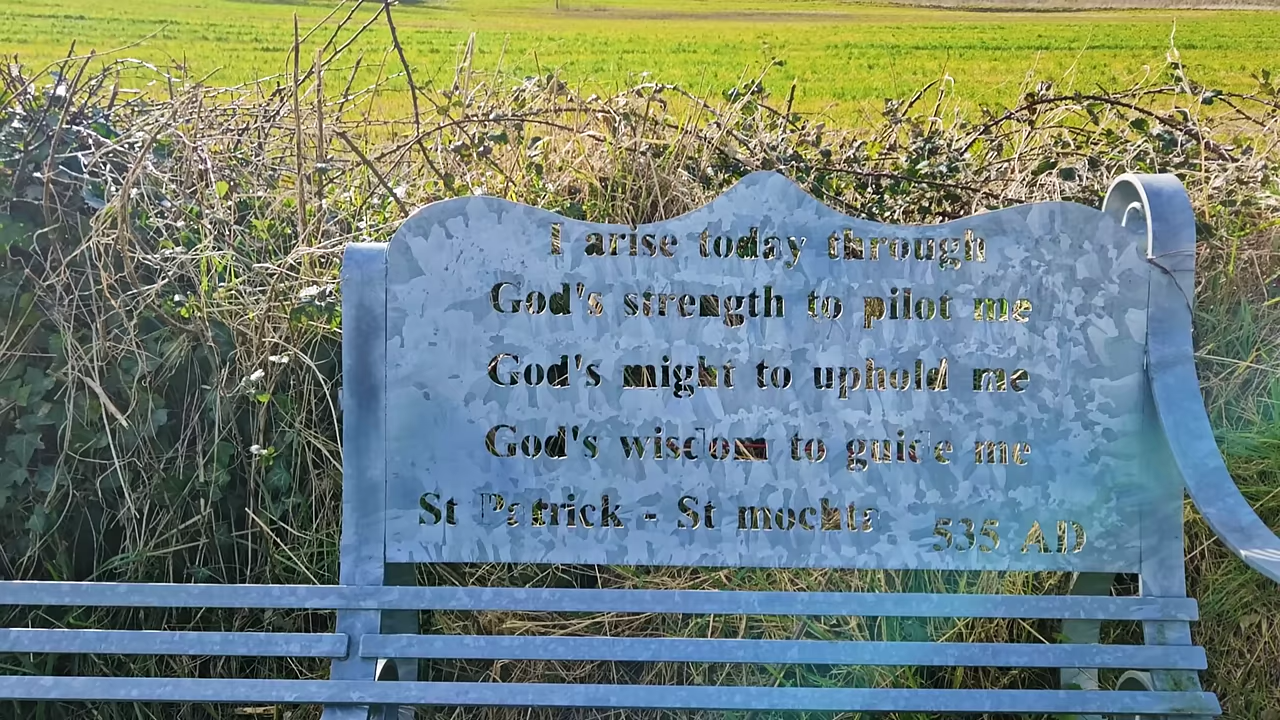 I arise today through
God's strength to pilot me
God's might to uphold me
God's wisdom to guide me
St Patrick - St mochta 535 AD